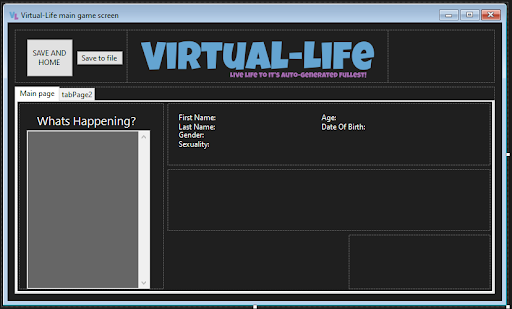 Virtual-Life main game screen
SAVE AND
HOME
Save to file
VIRTUAL-LIFE
LIVE LIFE TO IT'S AUTO-GENERATED FULLEST!
Main page
tabPage2
Whats Happening?
First Name:
Last Name:
Gender:
Sexuality:
Age:
Date Of Birth: